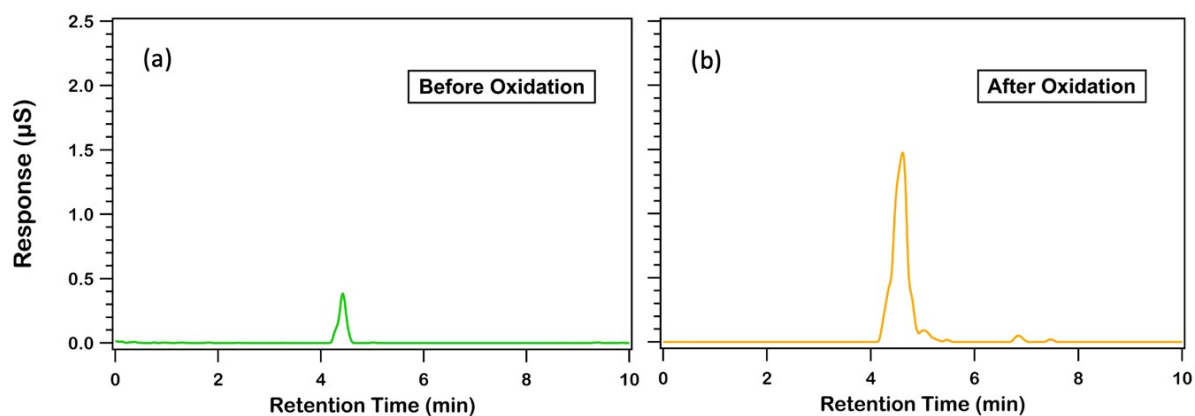 (a)
Before Oxidation
Response (µS)
2.5
2.0
1.5
1.0
0.5
0.0
0 2 4 6 8 10
Retention Time (min)
(b)
After Oxidation
0 2 4 6 8 10
Retention Time (min)